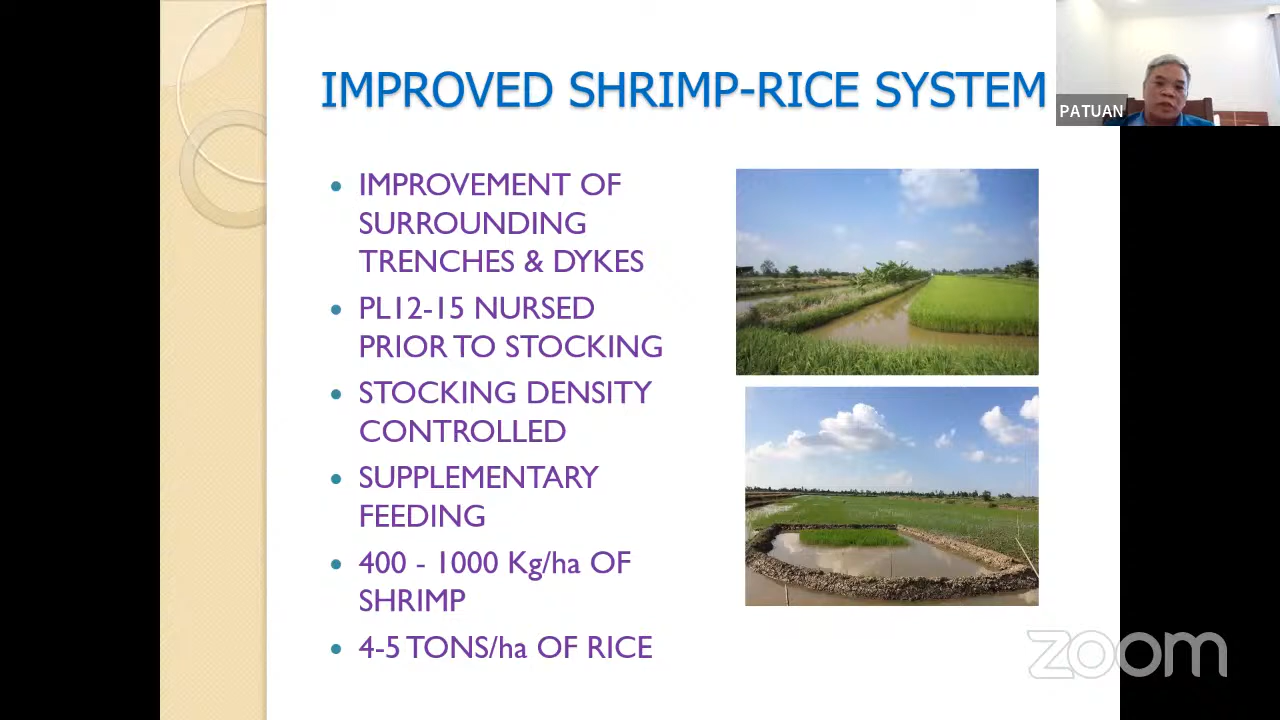 IMPROVED SHRIMP-RICE SYSTEM
PATUAN
IMPROVEMENT OF
SURROUNDING
TRENCHES & DYKES
PL12-15 NURSED
PRIOR TO STOCKING
STOCKING DENSITY
CONTROLLED
SUPPLEMENTARY
FEEDING
400 - 1000 Kg/ha OF
SHRIMP
4-5 TONS/ha OF RICE
zoom